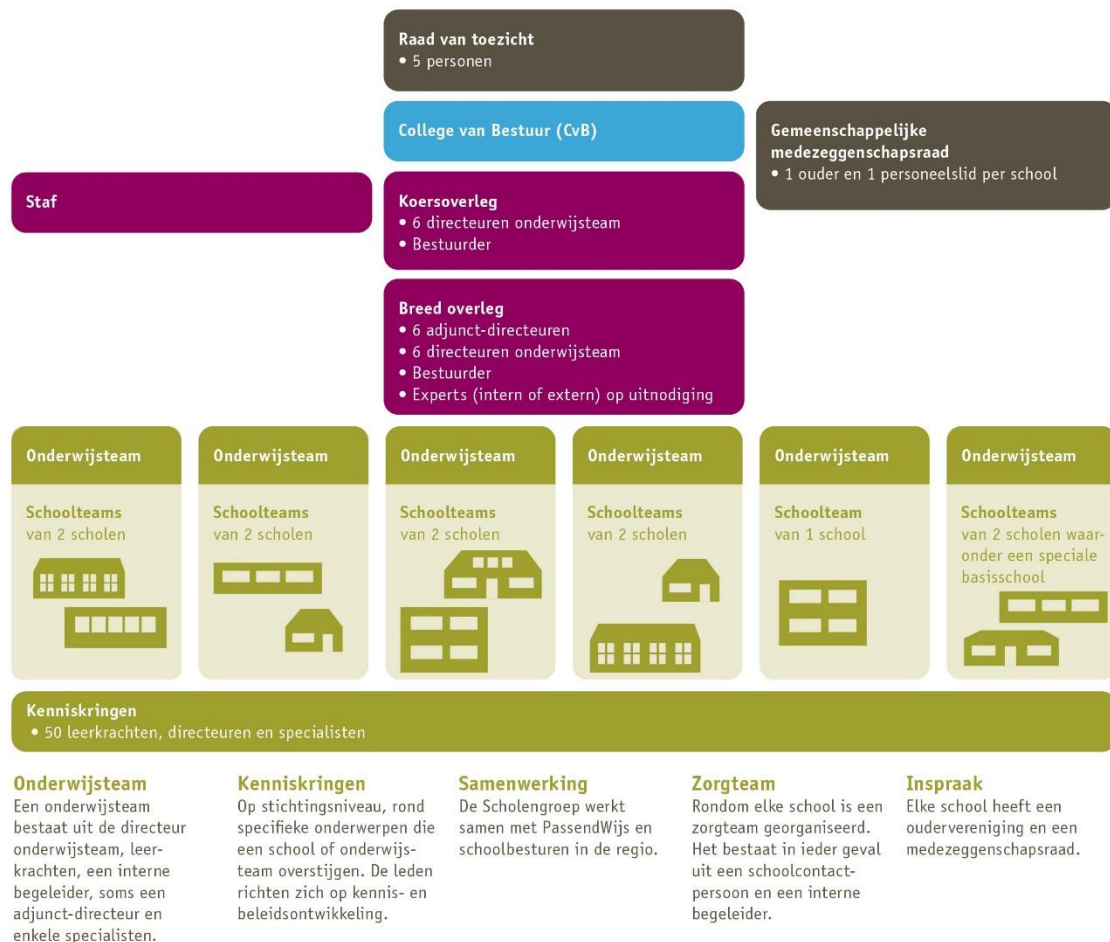 Raad van toezicht
• 5 personen
College van Bestuur (CvB)
Gemeenschappelijke
medezeggenschapsraad
• 1 ouder en 1 personeelslid per school
Staf
Koersoverleg
• 6 directeuren onderwijsteam
• Bestuurder
Breed overleg
• 6 adjunct-directeuren
• 6 directeuren onderwijsteam
• Bestuurder
• Experts (intern of extern) op uitnodiging
Onderwijsteam
Schoolteams
van 2 scholen
Onderwijsteam
Schoolteams
van 2 scholen
Onderwijsteam
Schoolteams
van 2 scholen
Onderwijsteam
Schoolteams
van 2 scholen
Onderwijsteam
Schoolteam
van 1 school
Onderwijsteam
Schoolteams
van 2 scholen waar-
onder een speciale
basisschool
Kenniskringen
• 50 leerkrachten, directeuren en specialisten
Onderwijsteam
Een onderwijsteam
bestaat uit de directeur
onderwijsteam, leer-
krachten, een interne
begeleider, soms een
adjunct-directeur en
enkele specialisten.
Kenniskringen
Op stichtingsniveau, rond
specifieke onderwerpen die
een school of onderwijs-
team overstijgen. De leden
richten zich op kennis- en
beleidsontwikkeling.
Samenwerking
De Scholengroep werkt
samen met PassendWijs en
schoolbesturen in de regio.
Zorgteam
Rondom elke school is een
zorgteam georganiseerd.
Het bestaat in ieder geval
uit een schoolcontact-
persoon en een interne
begeleider.
Inspraak
Elke school heeft een
oudervereniging en een
medezeggenschapsraad.